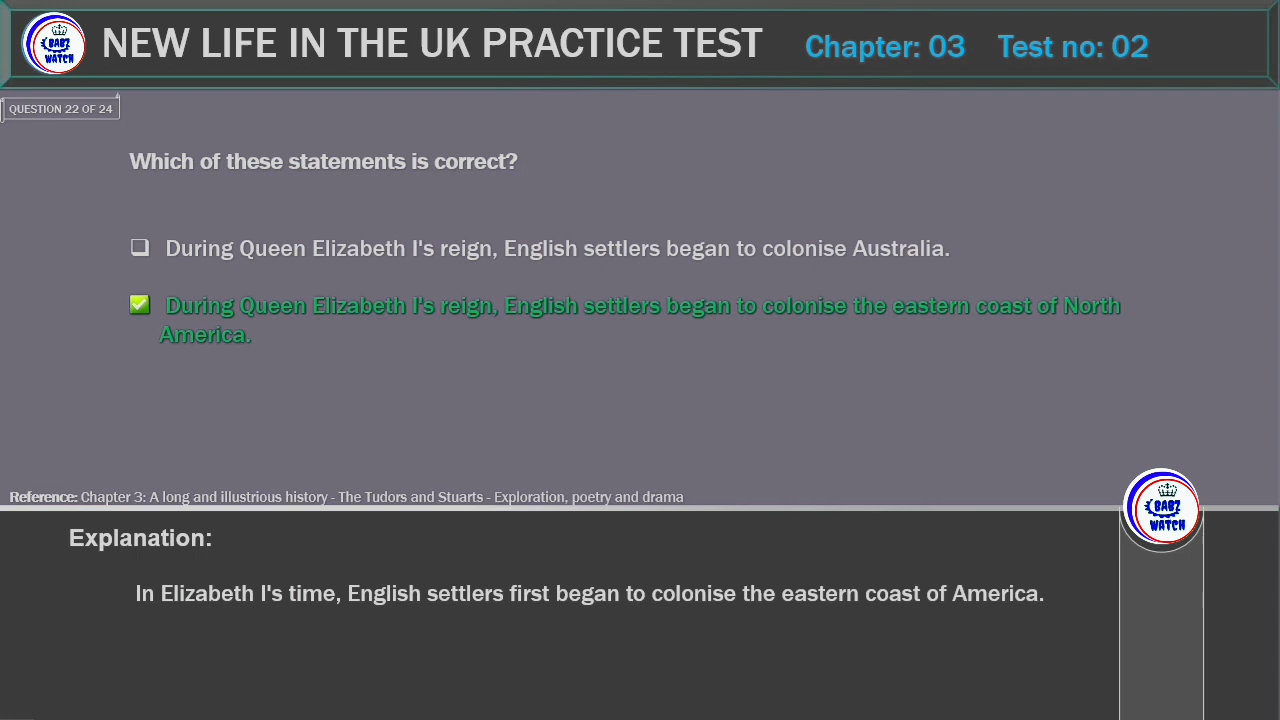 BABZ
WATCH
NEW LIFE IN THE UK PRACTICE TEST Chapter: 03 Test no: 02
QUESTION 22 OF 24
Which of these statements is correct?
During Queen Elizabeth I's reign, English settlers began to colonise Australia.
During Queen Elizabeth I's reign, English settlers began to colonise the eastern coast of North
America.
Reference: Chapter 3: A long and illustrious history - The Tudors and Stuarts - Exploration, poetry and drama
BABZ
WATCH
Explanation:
In Elizabeth I's time, English settlers first began to colonise the eastern coast of America.